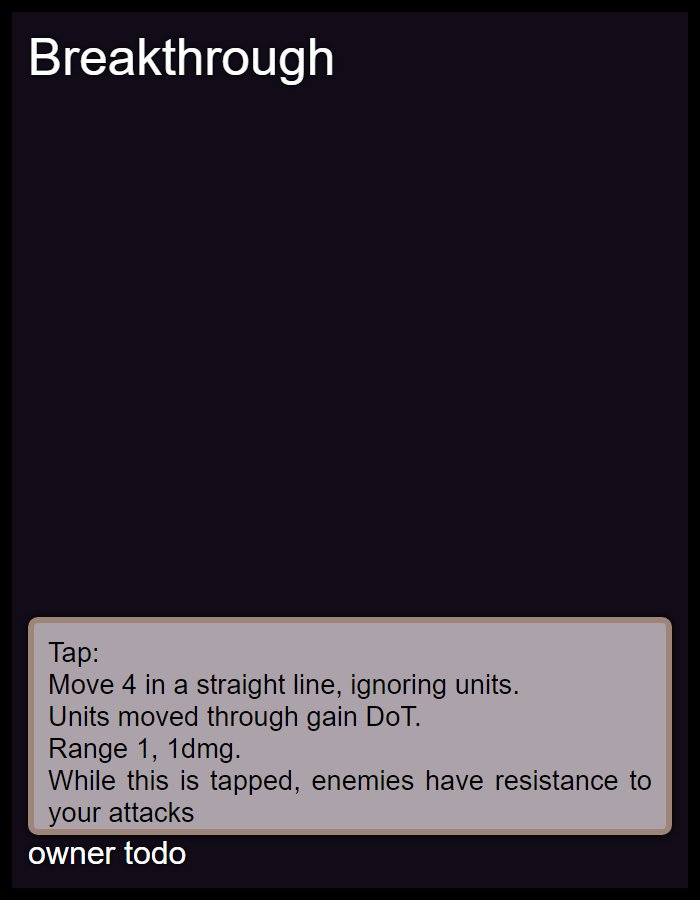 Breakthrough
Tap:
Move 4 in a straight line, ignoring units.
Units moved through gain DoT.
Range 1, 1dmg.
While this is tapped, enemies have resistance to
your attacks
owner todo